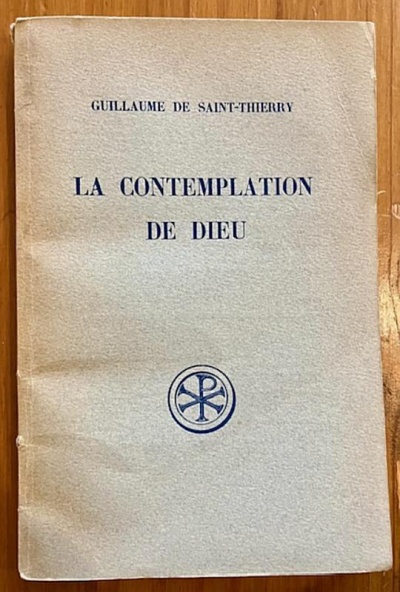 GUILLAUME DE SAINT-THIERRY
LA CONTEMPLATION
DE DIEU